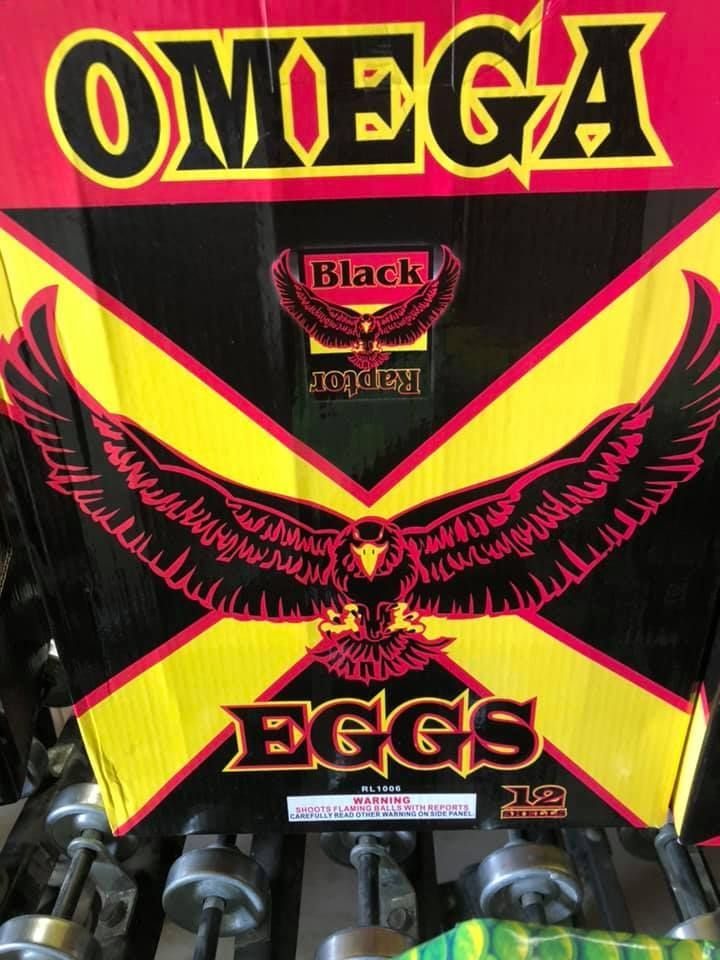 OMEGA
Black
Raptor
EGGS
RL1006
WARNING
SHOOTS FLAMING BALLS WITH REPORTS
CAREFULLY READ OTHER WARNING ON SIDE PANEL.
12
SHELLS